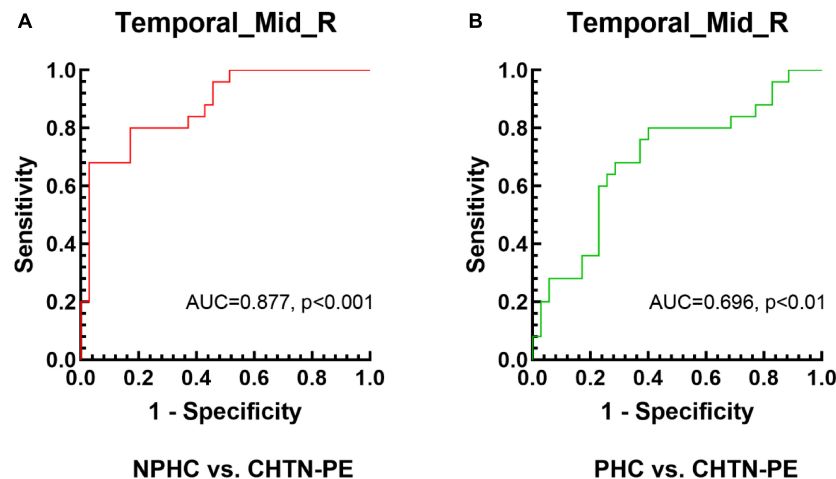 A Temporal_Mid_R
1.0
0.8
0.6
0.4
0.2
0.0
Sensitivity
AUC=0.877, p<0.001
0.0 0.2 0.4 0.6 0.8 1.0
1 - Specificity
NPHC vs. CHTN-PE
B Temporal_Mid_R
1.0
0.8
0.6
0.4
0.2
0.0
Sensitivity
AUC=0.696, p<0.01
0.0 0.2 0.4 0.6 0.8 1.0
1 - Specificity
PHC vs. CHTN-PE